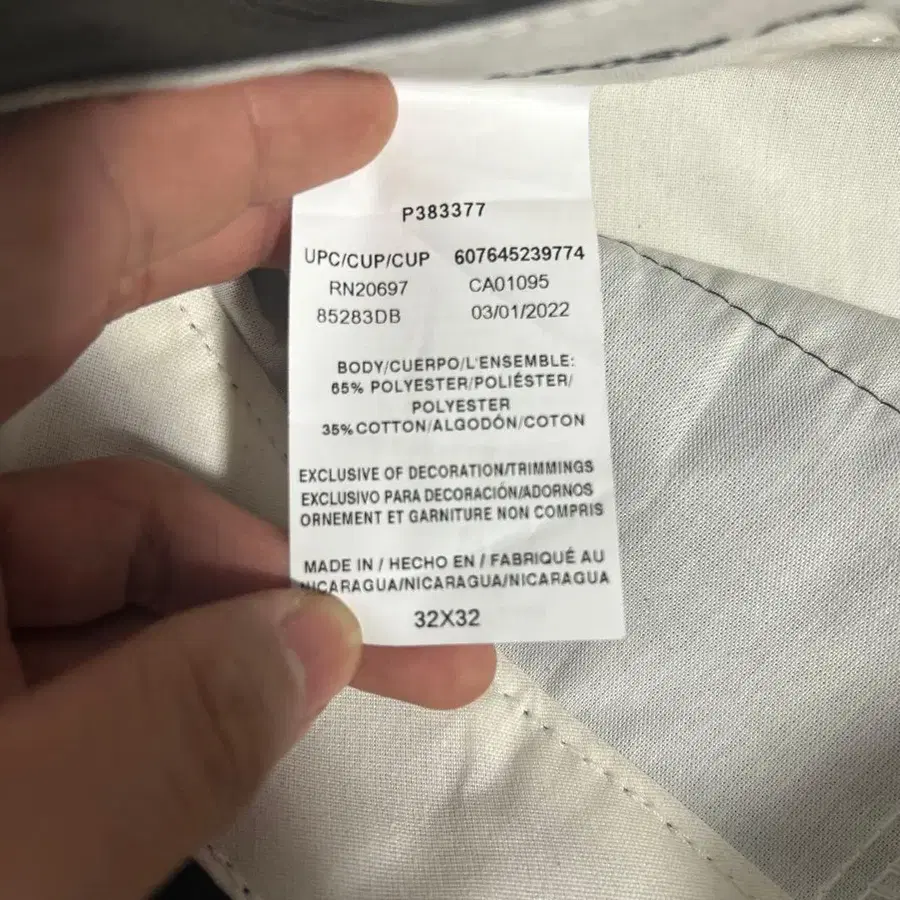 P383377
UPC/CUP/CUP 607645239774
RN20697 CA01095
85283DB 03/01/2022
BODY/CUERPO/L'ENSEMBLE:
65% POLYESTER/POLIÉSTER/
POLYESTER
35% COTTON/ALGODÓN/COTON
EXCLUSIVE OF DECORATION/TRIMMINGS
EXCLUSIVO PARA DECORACIÓN/ADORNOS
ORNEMENT ET GARNITURE NON COMPRIS
MADE IN / HECHO EN / FABRIQUÉ AU
NICARAGUA/NICARAGUA/NICARAGUA
32X32